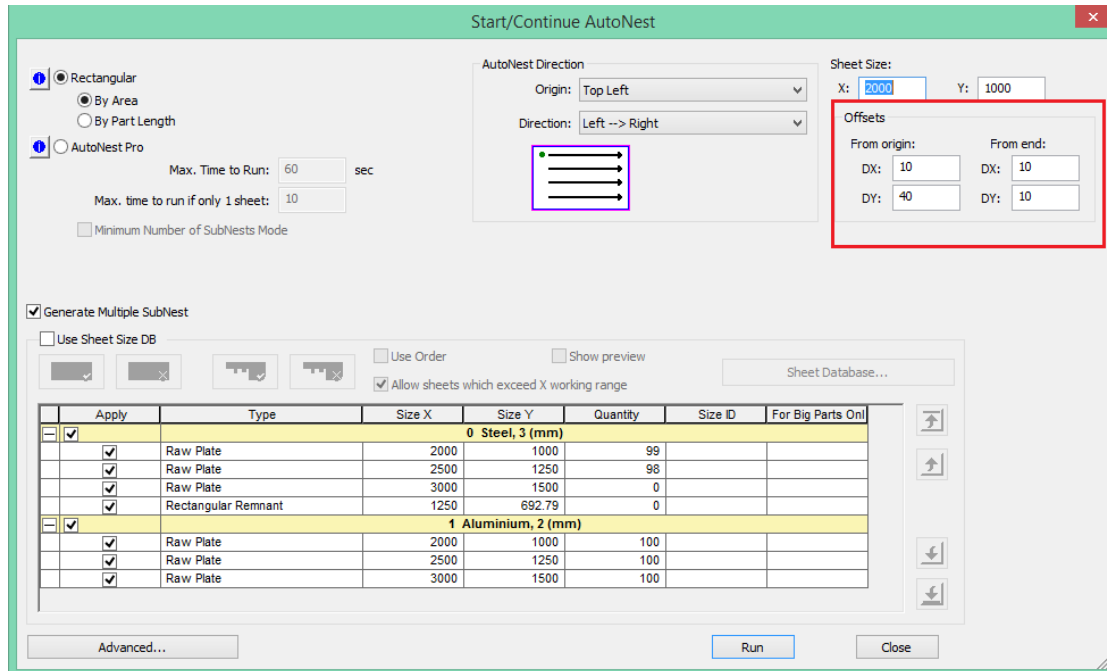 Start/Continue AutoNest
Rectangular
By Area
By Part Length
AutoNest Pro
Max. Time to Run: 60 sec
Max. time to run if only 1 sheet: 10
Minimum Number of SubNests Mode
AutoNest Direction
Origin: Top Left
Direction: Left --> Right
Sheet Size:
X: 2000 Y: 1000
Offsets
From origin: From end:
DX: 10 DX: 10
DY: 40 DY: 10
Generate Multiple SubNest
Use Sheet Size DB
Use Order Show preview
Allow sheets which exceed X working range
Sheet Database...
Apply Type Size X Size Y Quantity Size ID For Big Parts Onl
0 Steel, 3 (mm)
Raw Plate 2000 1000 99
Raw Plate 2500 1250 98
Raw Plate 3000 1500 0
Rectangular Remnant 1250 692.79 0
1 Aluminium, 2 (mm)
Raw Plate 2000 1000 100
Raw Plate 2500 1250 100
Raw Plate 3000 1500 100
Advanced... Run Close